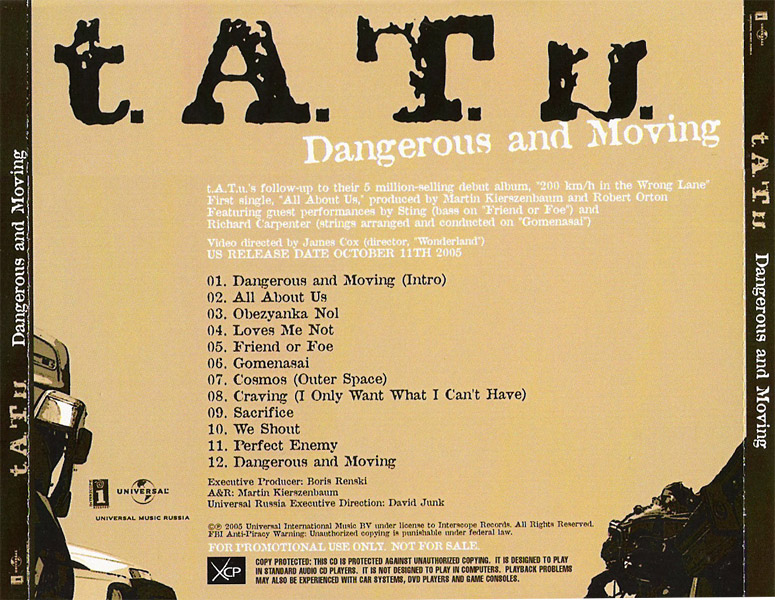 t.A.T.u.
Dangerous and Moving
t.A.T.u.'s follow-up to their 5 million-selling debut album, "200 km/h in the Wrong Lane"
First single, "All About Us," produced by Martin Kierszenbaum and Robert Orton
Featuring guest performances by Sting (bass on "Friend or Foe") and
Richard Carpenter (strings arranged and conducted on "Gomenasai")
Video directed by James Cox (director, "Wonderland")
US RELEASE DATE OCTOBER 11TH 2005
01. Dangerous and Moving (Intro)
02. All About Us
03. Obezyanka Nol
04. Loves Me Not
05. Friend or Foe
06. Gomenasai
07. Cosmos (Outer Space)
08. Craving (I Only Want What I Can't Have)
09. Sacrifice
10. We Shout
11. Perfect Enemy
12. Dangerous and Moving
Executive Producer: Boris Renski
A&R: Martin Kierszenbaum
Universal Russia Executive Direction: David Junk
i
UNIVERSAL
UNIVERSAL MUSIC RUSSIA
©℗ 2005 Universal International Music BV under license to Interscope Records. All Rights Reserved.
FBI Anti-Piracy Warning: Unauthorized copying is punishable under federal law.
FOR PROMOTIONAL USE ONLY. NOT FOR SALE.
XCP
COPY PROTECTED: THIS CD IS PROTECTED AGAINST UNAUTHORIZED COPYING. IT IS DESIGNED TO PLAY
IN STANDARD AUDIO CD PLAYERS. IT IS NOT DESIGNED TO PLAY IN COMPUTERS. PLAYBACK PROBLEMS
MAY ALSO BE EXPERIENCED WITH CAR SYSTEMS, DVD PLAYERS AND GAME CONSOLES.
t.A.T.u. Dangerous and Moving
t.A.T.u. Dangerous and Moving